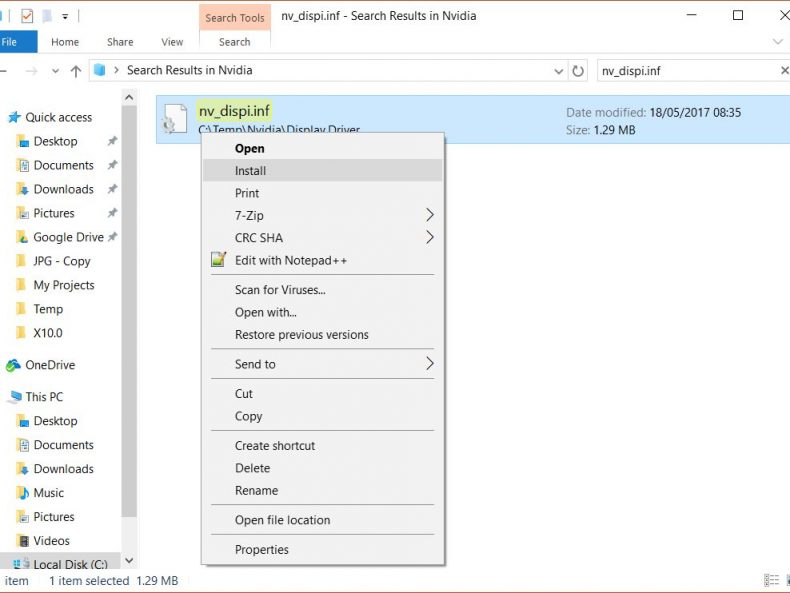 Search Tools
nv_dispi.inf - Search Results in Nvidia
File
Home
Share
View
Search
Search Results in Nvidia
nv_dispi.inf
Quick access
Desktop
Documents
Downloads
Pictures
Google Drive
JPG - Copy
My Projects
Temp
X10.0
OneDrive
This PC
Desktop
Documents
Downloads
Music
Pictures
Videos
Local Disk (C:)
nv_dispi.inf
C:\Temp\Nvidia\Display.Driver
Date modified: 18/05/2017 08:35
Size: 1.29 MB
Open
Install
Print
7-Zip
CRC SHA
Edit with Notepad++
Scan for Viruses...
Open with...
Restore previous versions
Send to
Cut
Copy
Create shortcut
Delete
Rename
Open file location
Properties
item
1 item selected 1.29 MB